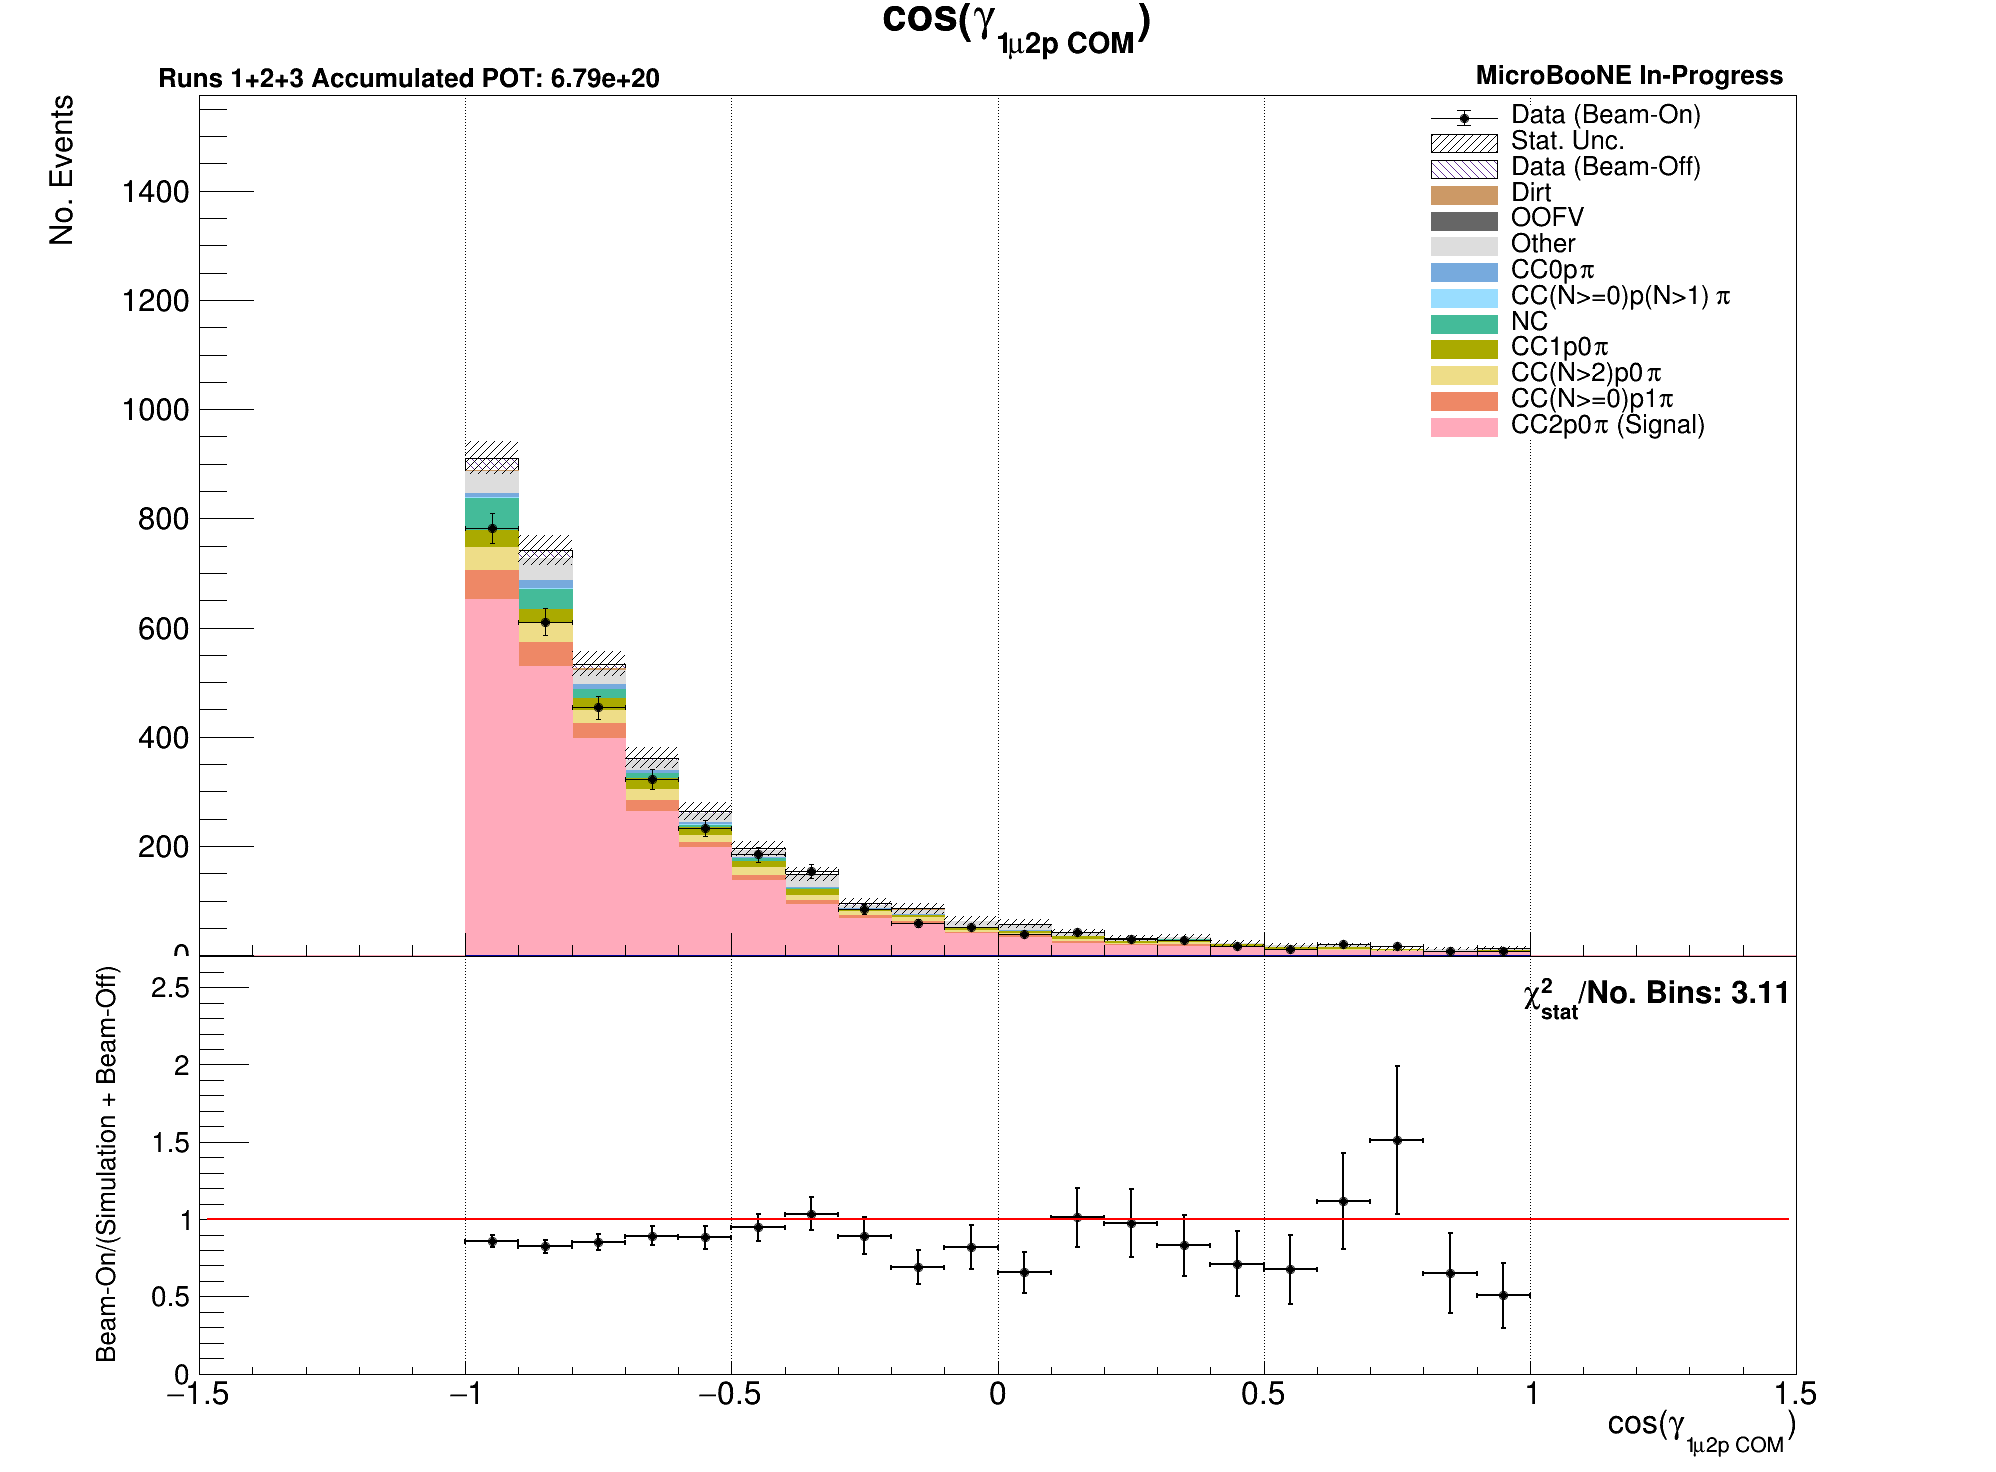 cos(γ1μ2p COM)
Runs 1+2+3 Accumulated POT: 6.79e+20
MicroBooNE In-Progress
No. Events
1400
1200
1000
800
600
400
200
0
Data (Beam-On)
Stat. Unc.
Data (Beam-Off)
Dirt
OOFV
Other
CC0pπ
CC(N>=0)p(N>1) π
NC
CC1p0π
CC(N>2)p0π
CC(N>=0)p1π
CC2p0π (Signal)
Beam-On/(Simulation + Beam-Off)
2.5
2
1.5
1
0.5
0
χ²stat/No. Bins: 3.11
−1.5 −1 −0.5 0 0.5 1 1.5
cos(γ1μ2p COM)